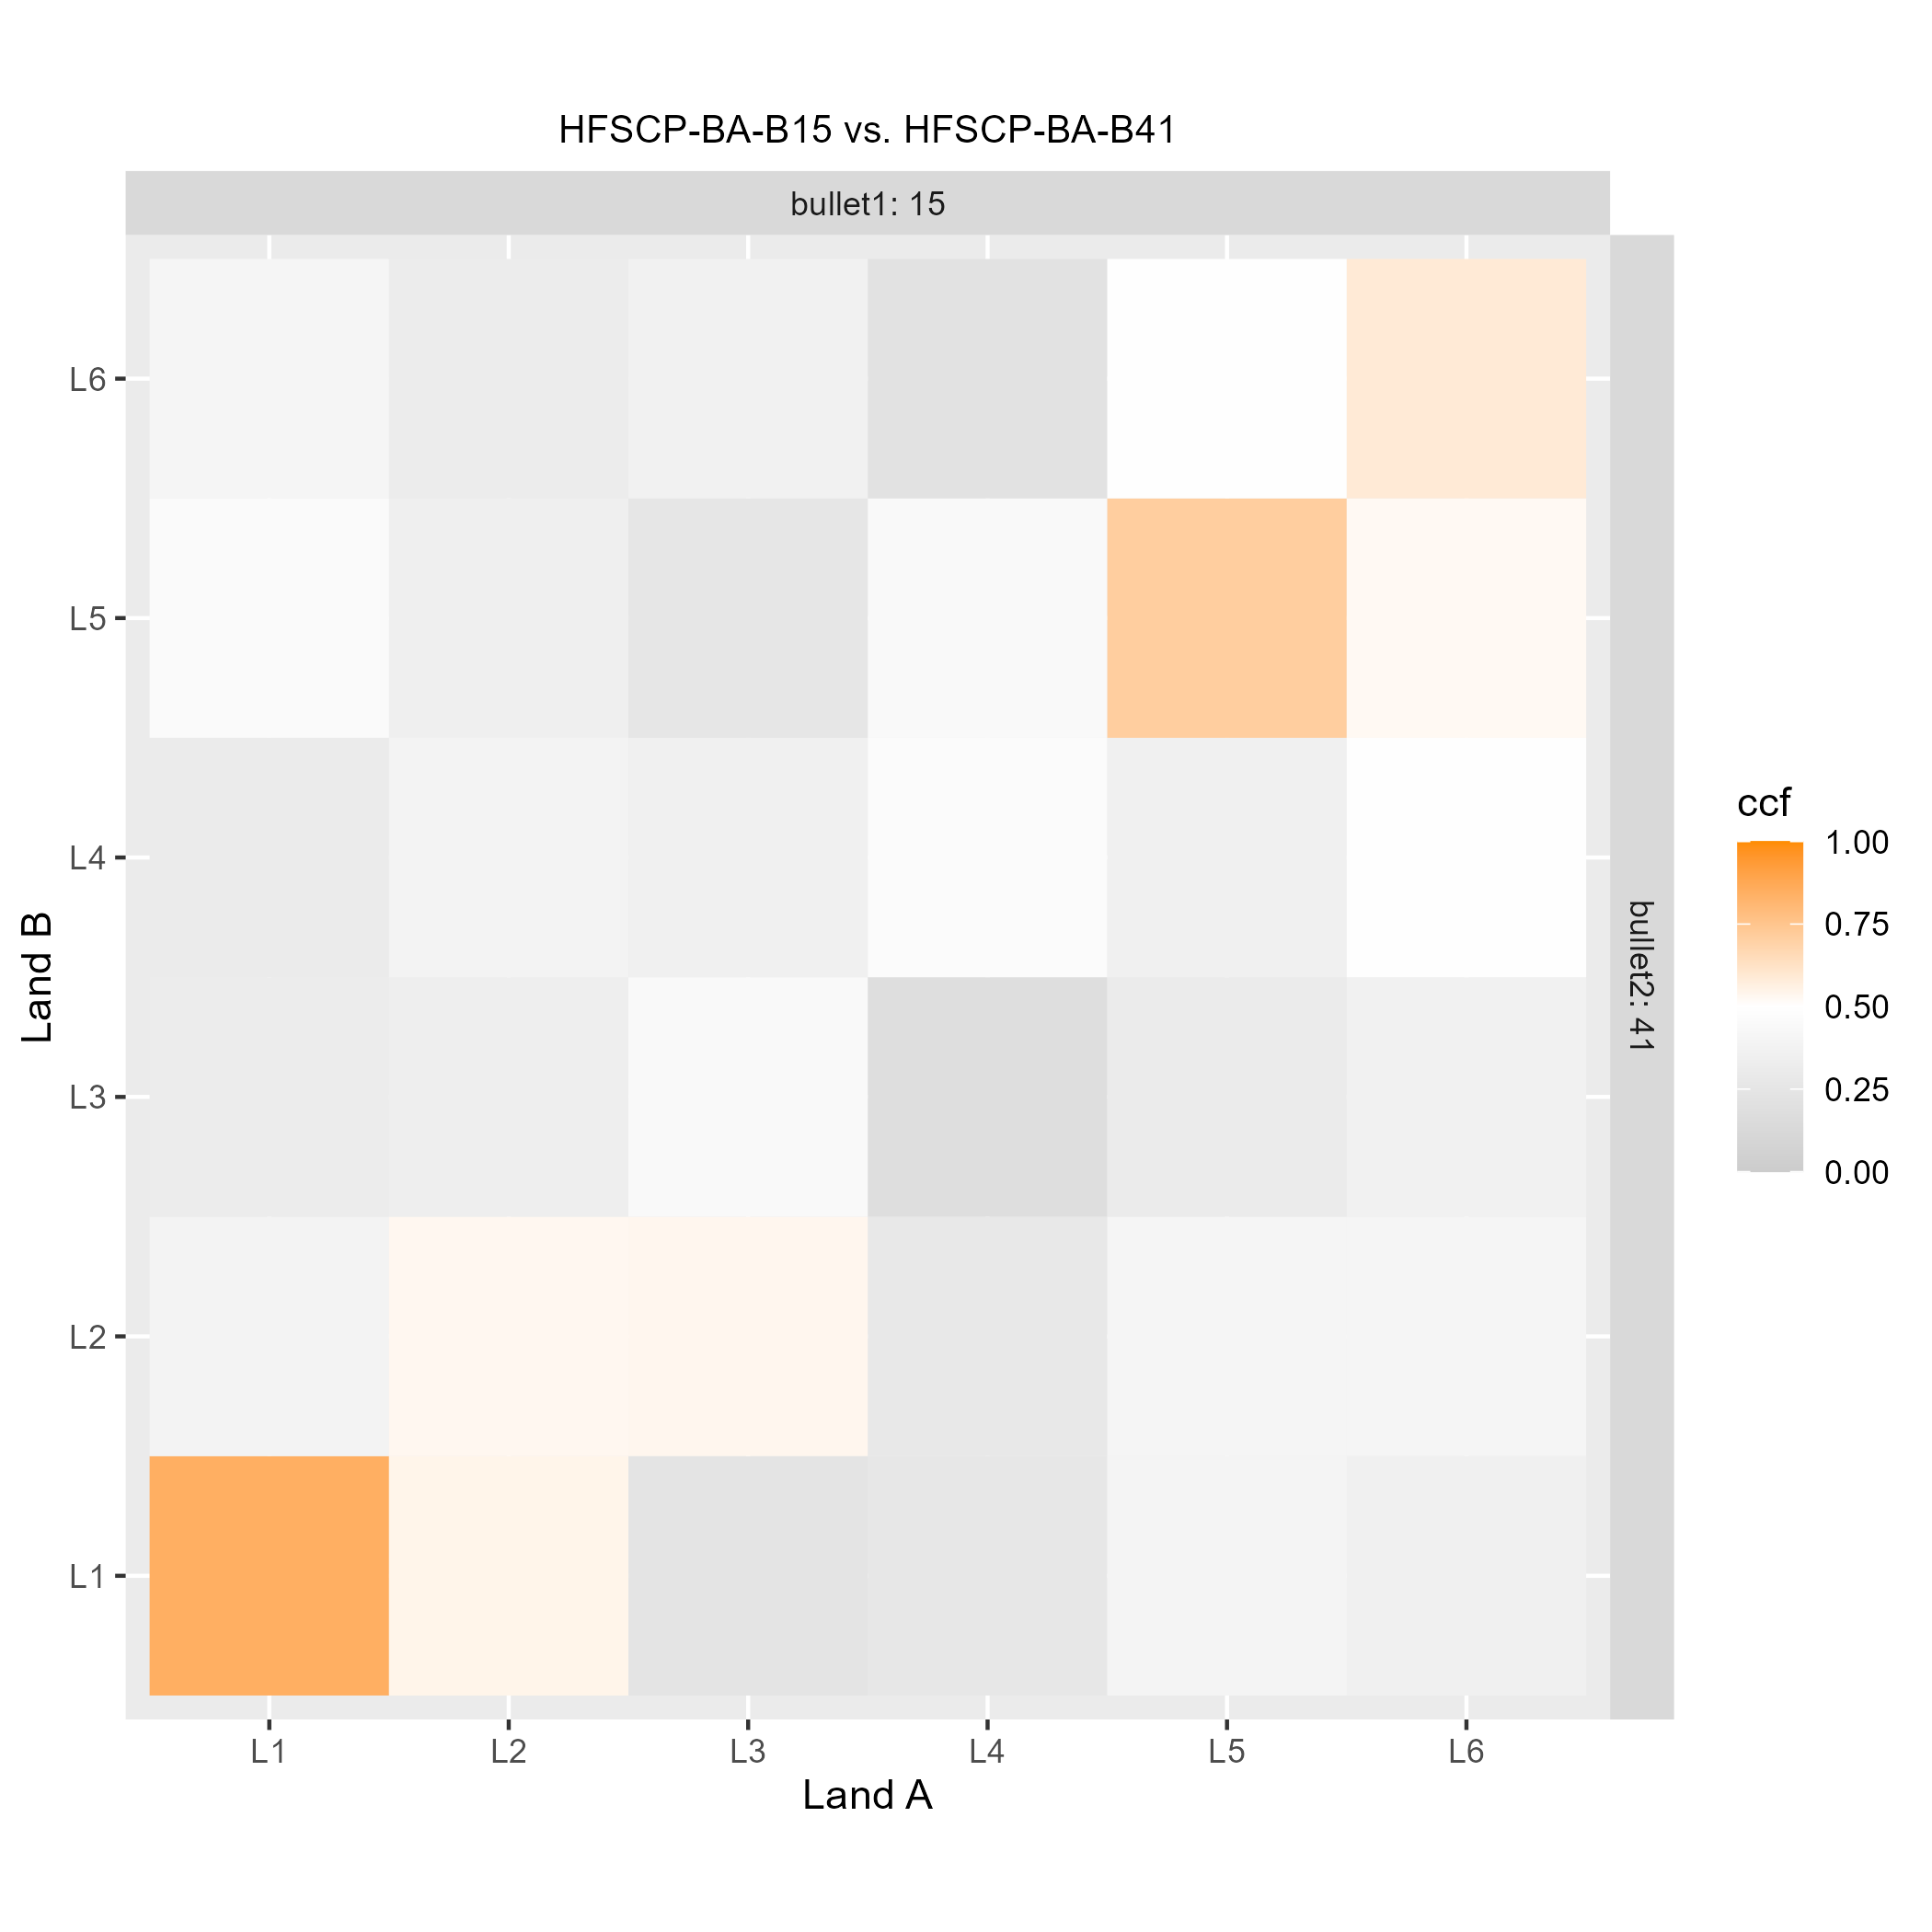 HFSCP-BA-B15 vs. HFSCP-BA-B41
bullet1: 15
L6
L5
L4
L3
L2
L1
Land B
bullet2: 41
ccf
1.00
0.75
0.50
0.25
0.00
L1 L2 L3 L4 L5 L6
Land A